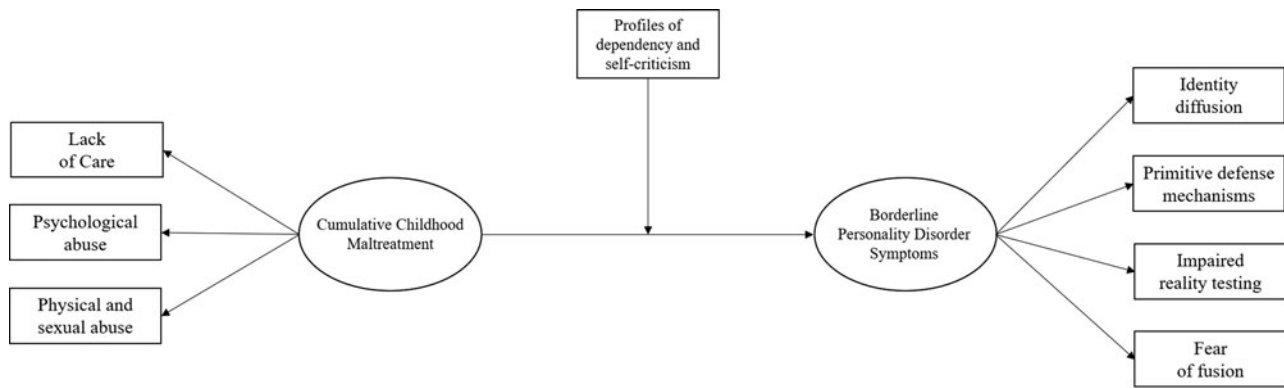 Profiles of
dependency and
self-criticism
Lack
of Care
Psychological
abuse
Physical and
sexual abuse
Cumulative Childhood
Maltreatment
Borderline
Personality Disorder
Symptoms
Identity
diffusion
Primitive defense
mechanisms
Impaired
reality testing
Fear
of fusion